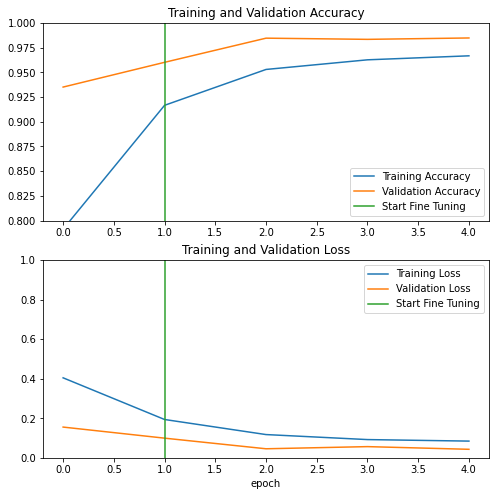 Training and Validation Accuracy
1.000
0.975
0.950
0.925
0.900
0.875
0.850
0.825
0.800
Training Accuracy
Validation Accuracy
Start Fine Tuning
0.0 0.5 1.0 1.5 2.0 2.5 3.0 3.5 4.0
Training and Validation Loss
1.0
0.8
0.6
0.4
0.2
0.0
Training Loss
Validation Loss
Start Fine Tuning
0.0 0.5 1.0 1.5 2.0 2.5 3.0 3.5 4.0
epoch